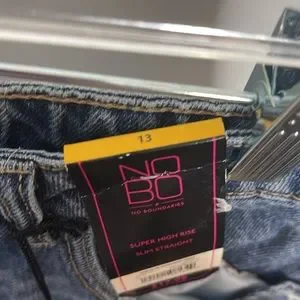 13
NO
BO
NO BOUNDARIES
SUPER HIGH RISE
SLIM STRAIGHT